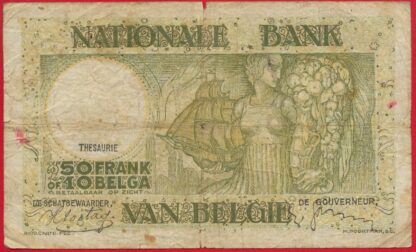 NATIONALE BANK
THESAURIE
50 FRANK
OF 10 BELGA
BETAALBAAR OP ZICHT
DE SCHATBEWAARDER,
DE GOUVERNEUR,
VAN BELGIE